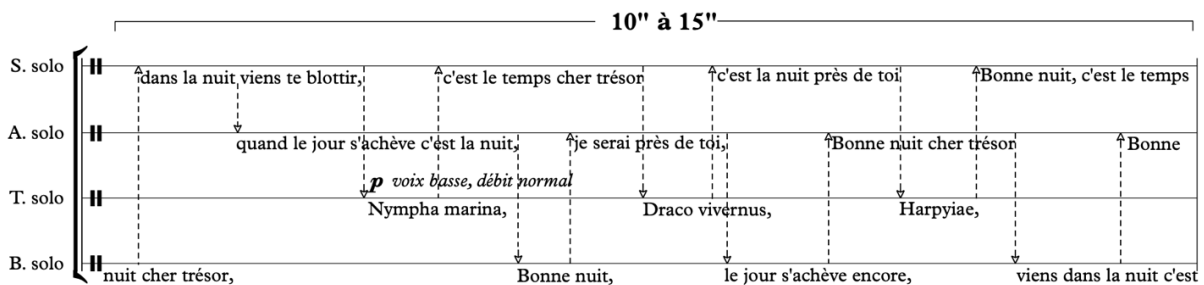 10" à 15"
S. solo dans la nuit viens te blottir, c'est le temps cher trésor c'est la nuit près de toi Bonne nuit, c'est le temps
A. solo quand le jour s'achève c'est la nuit, je serai près de toi, Bonne nuit cher trésor Bonne
p voix basse, débit normal
T. solo Nympha marina, Draco vivernus, Harpyiae,
B. solo nuit cher trésor, Bonne nuit, le jour s'achève encore, viens dans la nuit c'est